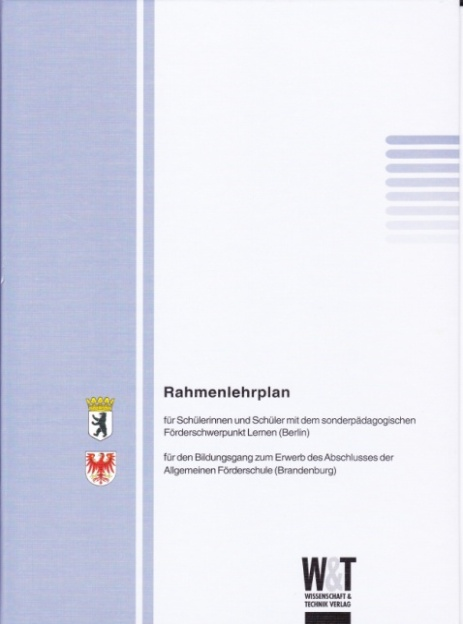 Rahmenlehrplan
für Schülerinnen und Schüler mit dem sonderpädagogischen
Förderschwerpunkt Lernen (Berlin)
für den Bildungsgang zum Erwerb des Abschlusses der
Allgemeinen Förderschule (Brandenburg)
W&T
WISSENSCHAFT &
TECHNIK VERLAG